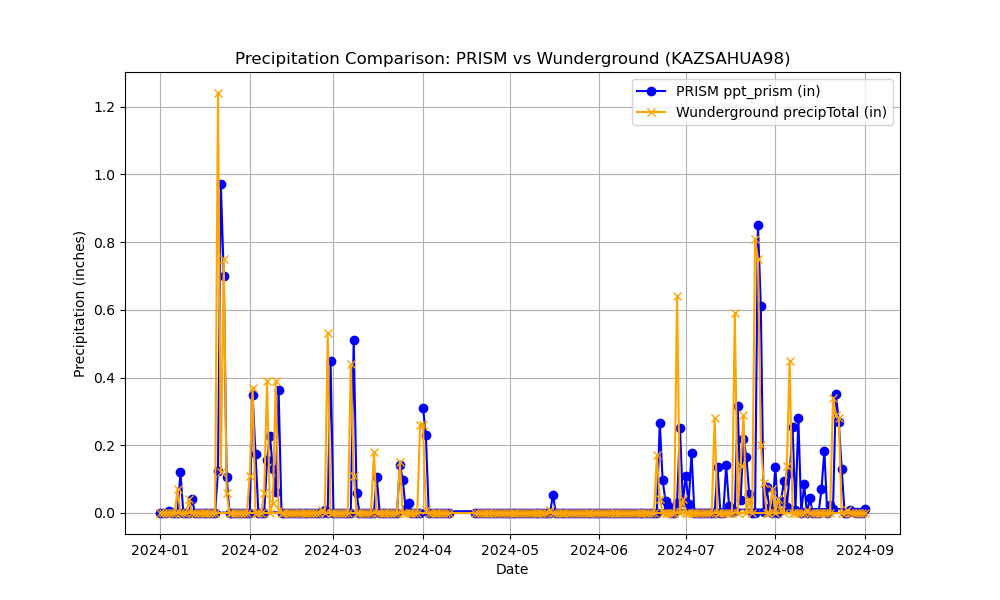 Precipitation Comparison: PRISM vs Wunderground (KAZSAHUA98)
PRISM ppt_prism (in)
Wunderground precipTotal (in)
Precipitation (inches)
1.2
1.0
0.8
0.6
0.4
0.2
0.0
2024-01 2024-02 2024-03 2024-04 2024-05 2024-06 2024-07 2024-08 2024-09
Date